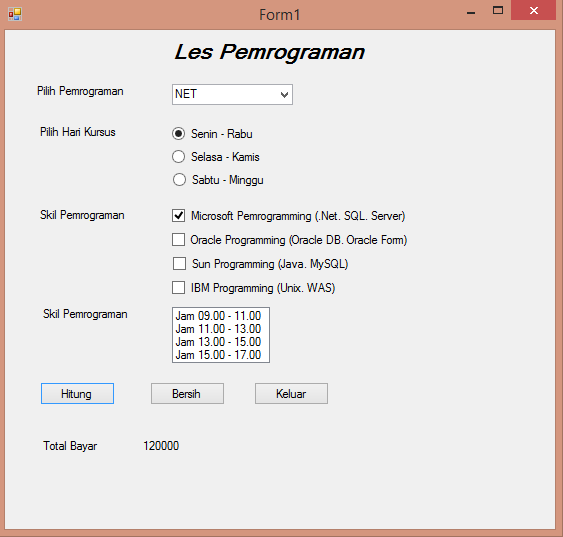 Form1
Les Pemrograman
Pilih Pemrograman
NET
Pilih Hari Kursus
Senin - Rabu
Selasa - Kamis
Sabtu - Minggu
Skil Pemrograman
Microsoft Pemrogramming (.Net. SQL. Server)
Oracle Programming (Oracle DB. Oracle Form)
Sun Programming (Java. MySQL)
IBM Programming (Unix. WAS)
Skil Pemrograman
Jam 09.00 - 11.00
Jam 11.00 - 13.00
Jam 13.00 - 15.00
Jam 15.00 - 17.00
Hitung
Bersih
Keluar
Total Bayar
120000